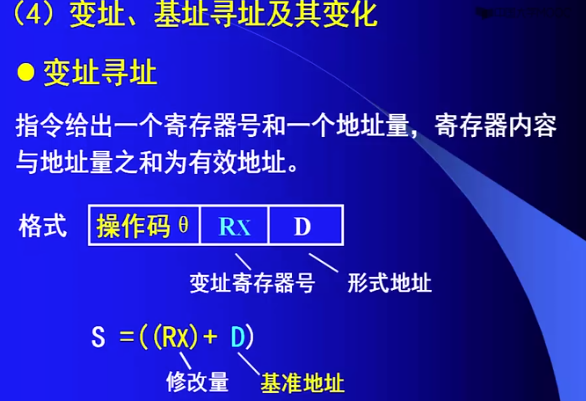 （4）变址、基址寻址及其变化
● 变址寻址
指令给出一个寄存器号和一个地址量，寄存器内容
与地址量之和为有效地址。
格式 操作码θ RX D
变址寄存器号 形式地址
S =((RX)+ D)
修改量 基准地址